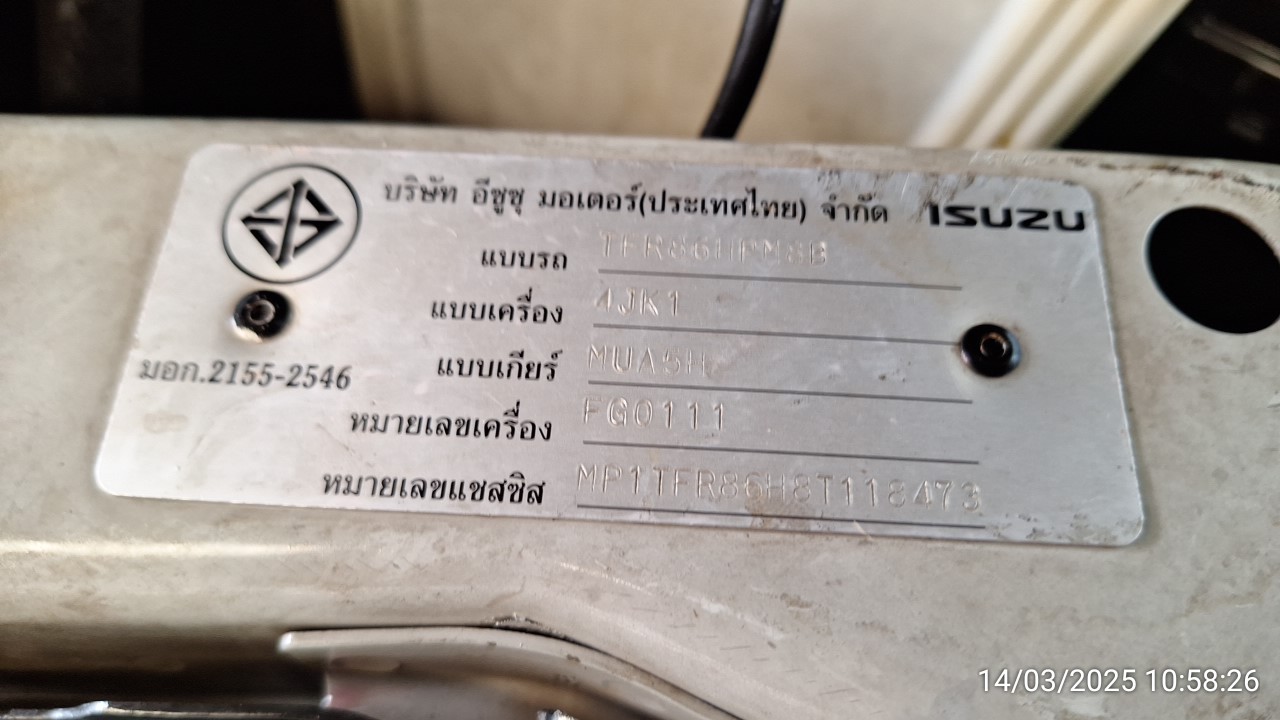 บริษัท อีซูซุ มอเตอร์(ประเทศไทย) จำกัด ISUZU
แบบรถ TFR86HPM8B
แบบเครื่อง 4JK1
แบบเกียร์ MUA5H
มอก.2155-2546
หมายเลขเครื่อง FG0111
หมายเลขแชสซิส MP1TFR86H8T118473
14/03/2025 10:58:26